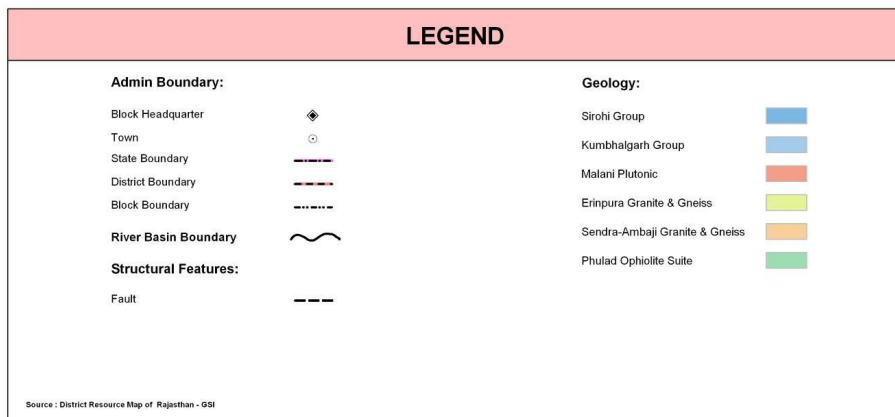 LEGEND
Admin Boundary:
Block Headquarter
Town
State Boundary
District Boundary
Block Boundary
River Basin Boundary
Structural Features:
Fault
Geology:
Sirohi Group
Kumbhalgarh Group
Malani Plutonic
Erinpura Granite & Gneiss
Sendra-Ambaji Granite & Gneiss
Phulad Ophiolite Suite
Source : District Resource Map of Rajasthan - GSI